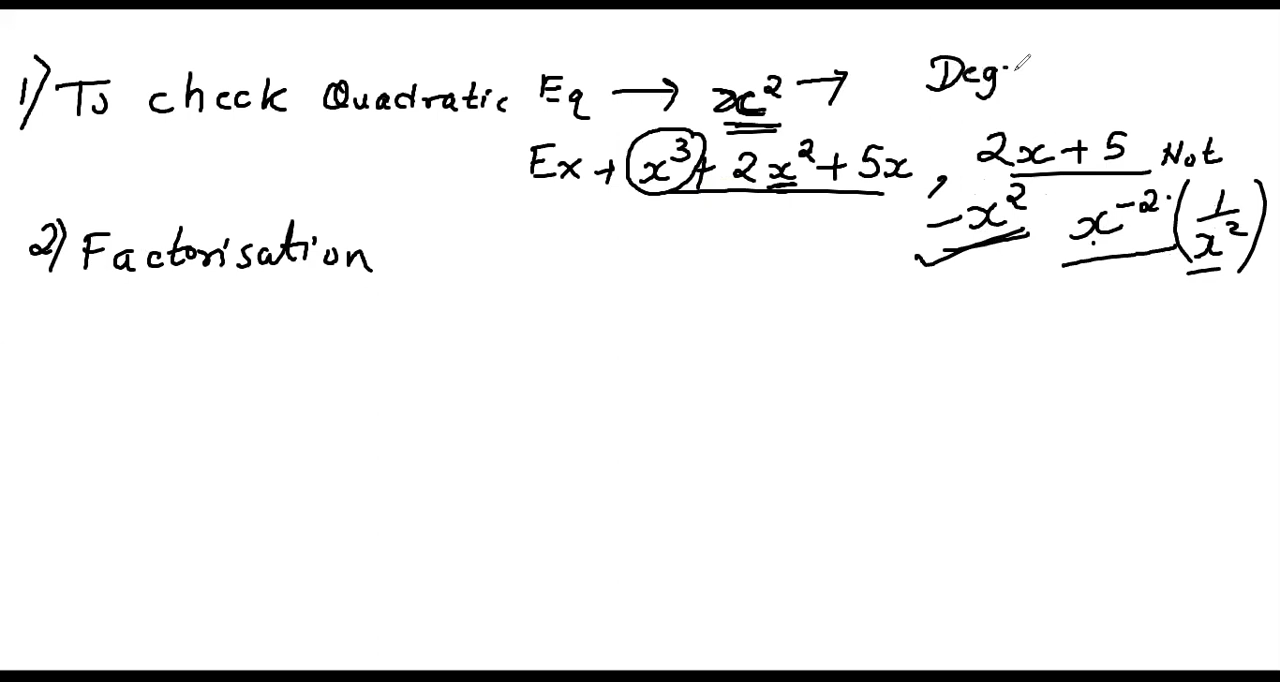 1) To check Quadratic Eq → x² → Deg.
Ex → x³ + 2x² + 5x , 2x + 5 Not
-x² x⁻² · (1/x²)
2) Factorisation